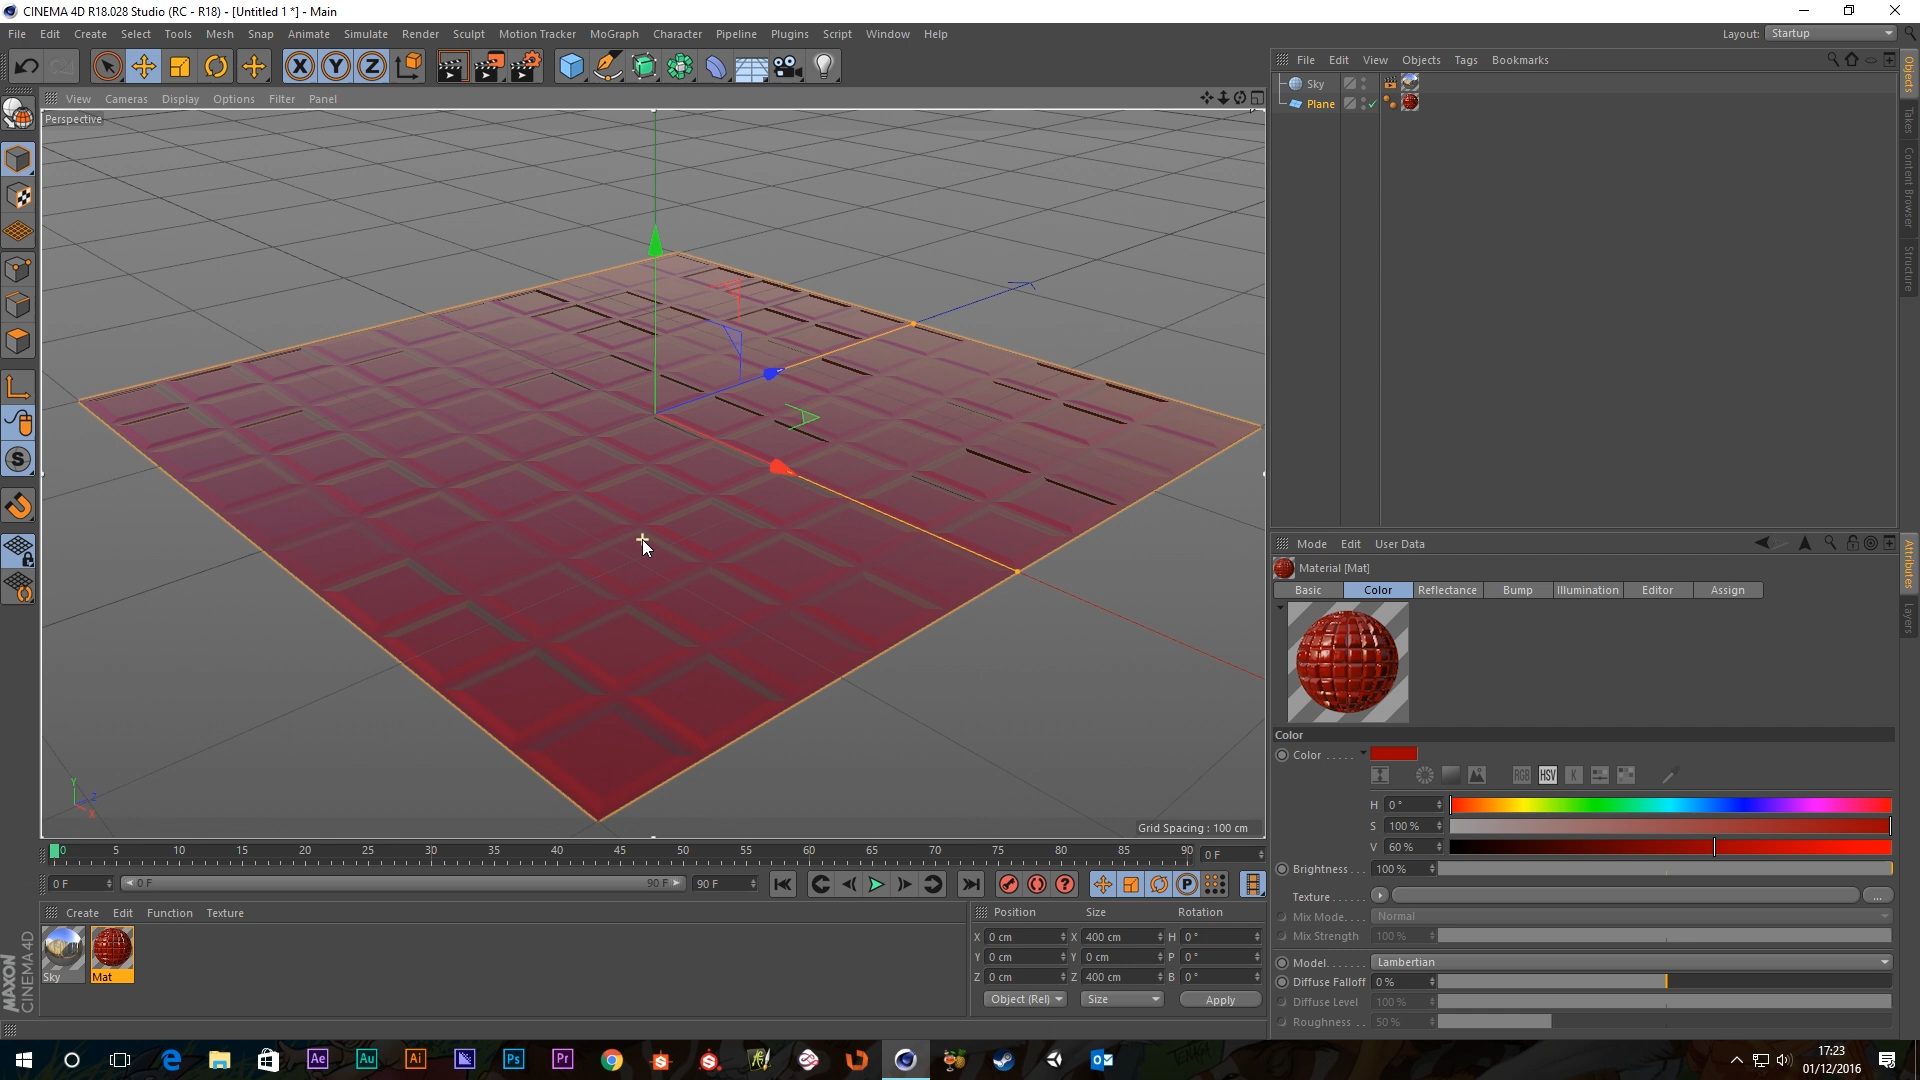 CINEMA 4D R18.028 Studio (RC - R18) - [Untitled 1 *] - Main
File Edit Create Select Tools Mesh Snap Animate Simulate Render Sculpt Motion Tracker MoGraph Character Pipeline Plugins Script Window Help
Layout: Startup
File Edit View Objects Tags Bookmarks
View Cameras Display Options Filter Panel
Perspective
Sky
Plane
Objects
Takes
Content Browser
Structure
Mode Edit User Data
Attributes
Layers
Material [Mat]
Basic Color Reflectance Bump Illumination Editor Assign
Color
Color
RGB HSV K
H 0 °
S 100 %
V 60 %
Brightness 100 %
Texture
Mix Mode Normal
Mix Strength 100 %
Model Lambertian
Diffuse Falloff 0 %
Diffuse Level 100 %
Roughness 50 %
Grid Spacing : 100 cm
0 5 10 15 20 25 30 35 40 45 50 55 60 65 70 75 80 85 90 0 F
0 F 0 F 90 F 90 F
Create Edit Function Texture
Sky Mat
Position Size Rotation
X 0 cm X 400 cm H 0 °
Y 0 cm Y 0 cm P 0 °
Z 0 cm Z 400 cm B 0 °
Object (Rel) Size Apply
MAXON
CINEMA 4D
Ae Au Ai Ps Pr
17:23
01/12/2016